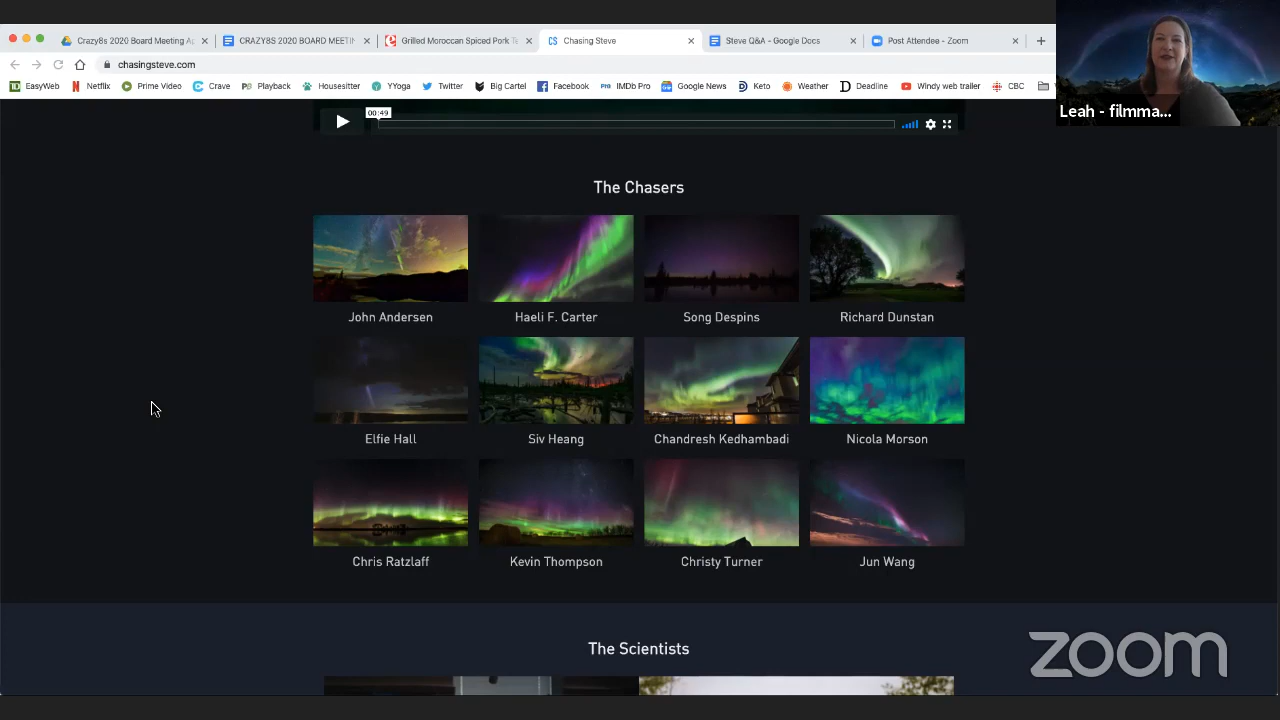 Crazy8s 2020 Board Meeting Ag
CRAZY8S 2020 BOARD MEETIN
Grilled Moroccan Spiced Pork Te
Chasing Steve
Steve Q&A - Google Docs
Post Attendee - Zoom
chasingsteve.com
EasyWeb
Netflix
Prime Video
Crave
Playback
Housesitter
YYoga
Twitter
Big Cartel
Facebook
IMDb Pro
Google News
Keto
Weather
Deadline
Windy web trailer
CBC
Leah - filmma...
00:49
The Chasers
John Andersen
Haeli F. Carter
Song Despins
Richard Dunstan
Elfie Hall
Siv Heang
Chandresh Kedhambadi
Nicola Morson
Chris Ratzlaff
Kevin Thompson
Christy Turner
Jun Wang
The Scientists
zoom